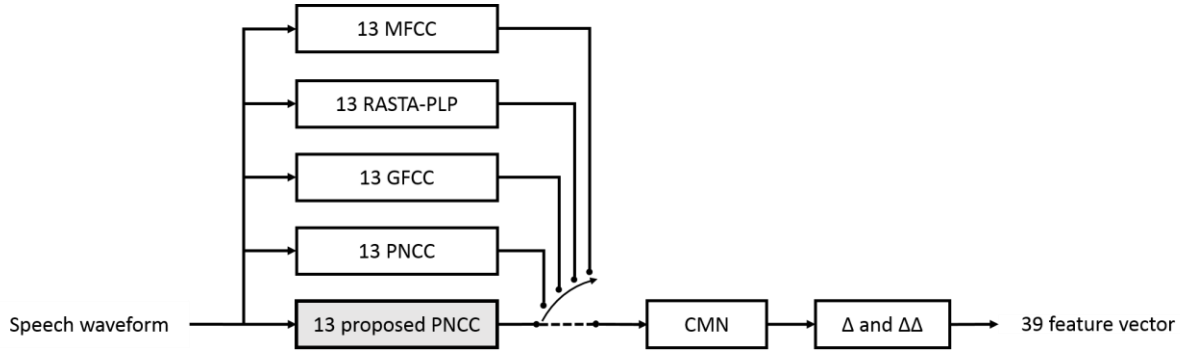 13 MFCC
13 RASTA-PLP
13 GFCC
13 PNCC
Speech waveform
13 proposed PNCC
CMN
Δ and ΔΔ
39 feature vector